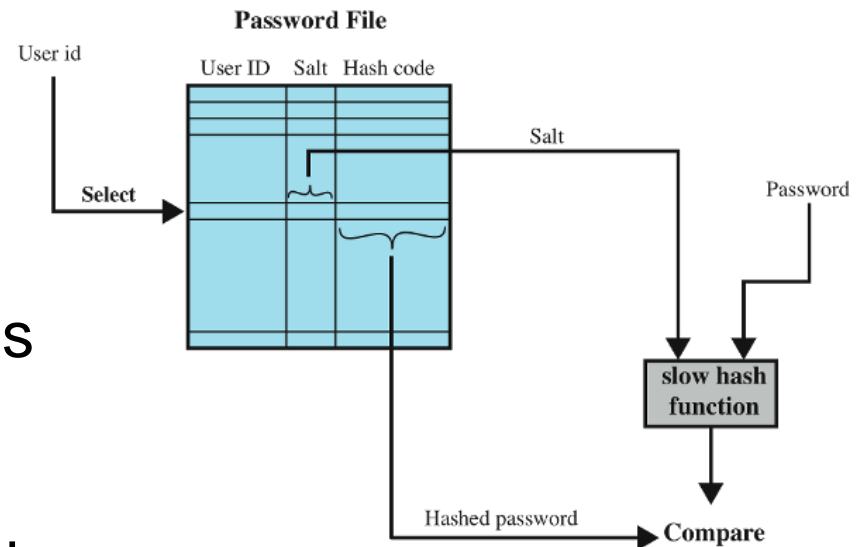 Password File
User id
User ID Salt Hash code
Salt
Select
Password
s
slow hash
function
Hashed password
Compare